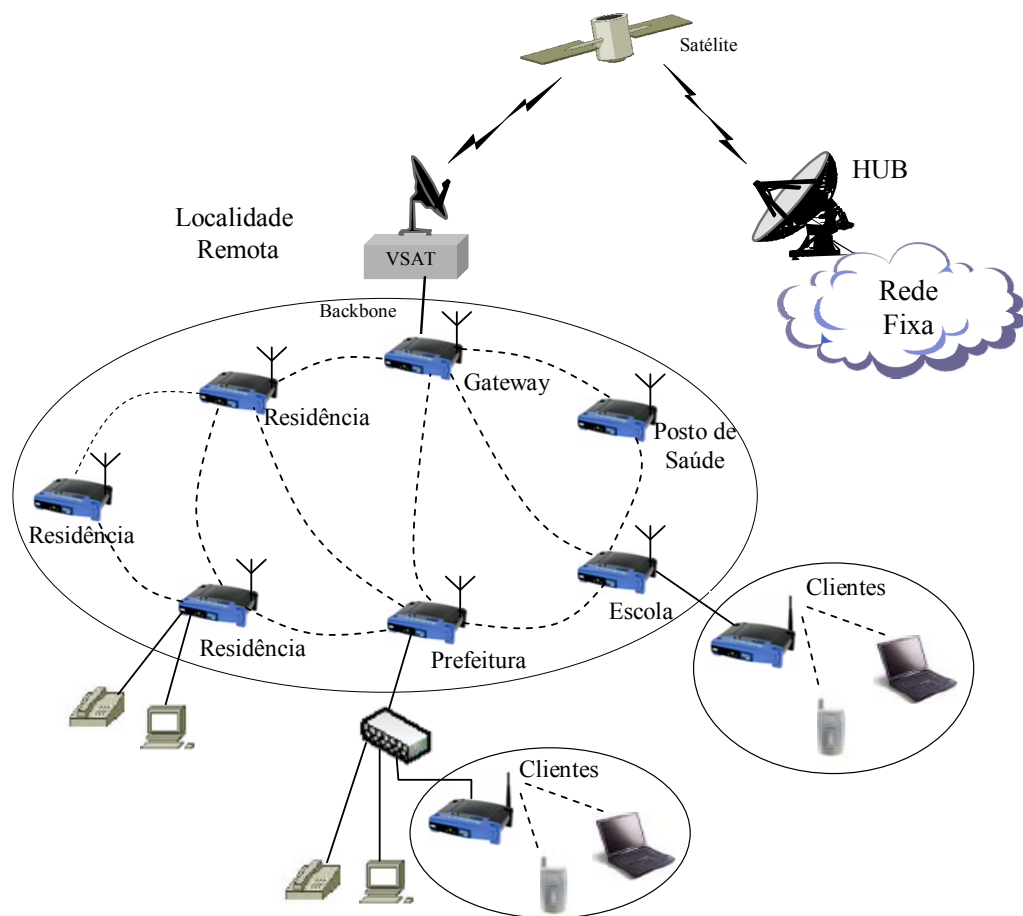 Satélite
HUB
Localidade
Remota
VSAT
Rede
Fixa
Backbone
Gateway
Residência
Posto de
Saúde
Residência
Escola
Clientes
Residência
Prefeitura
Clientes